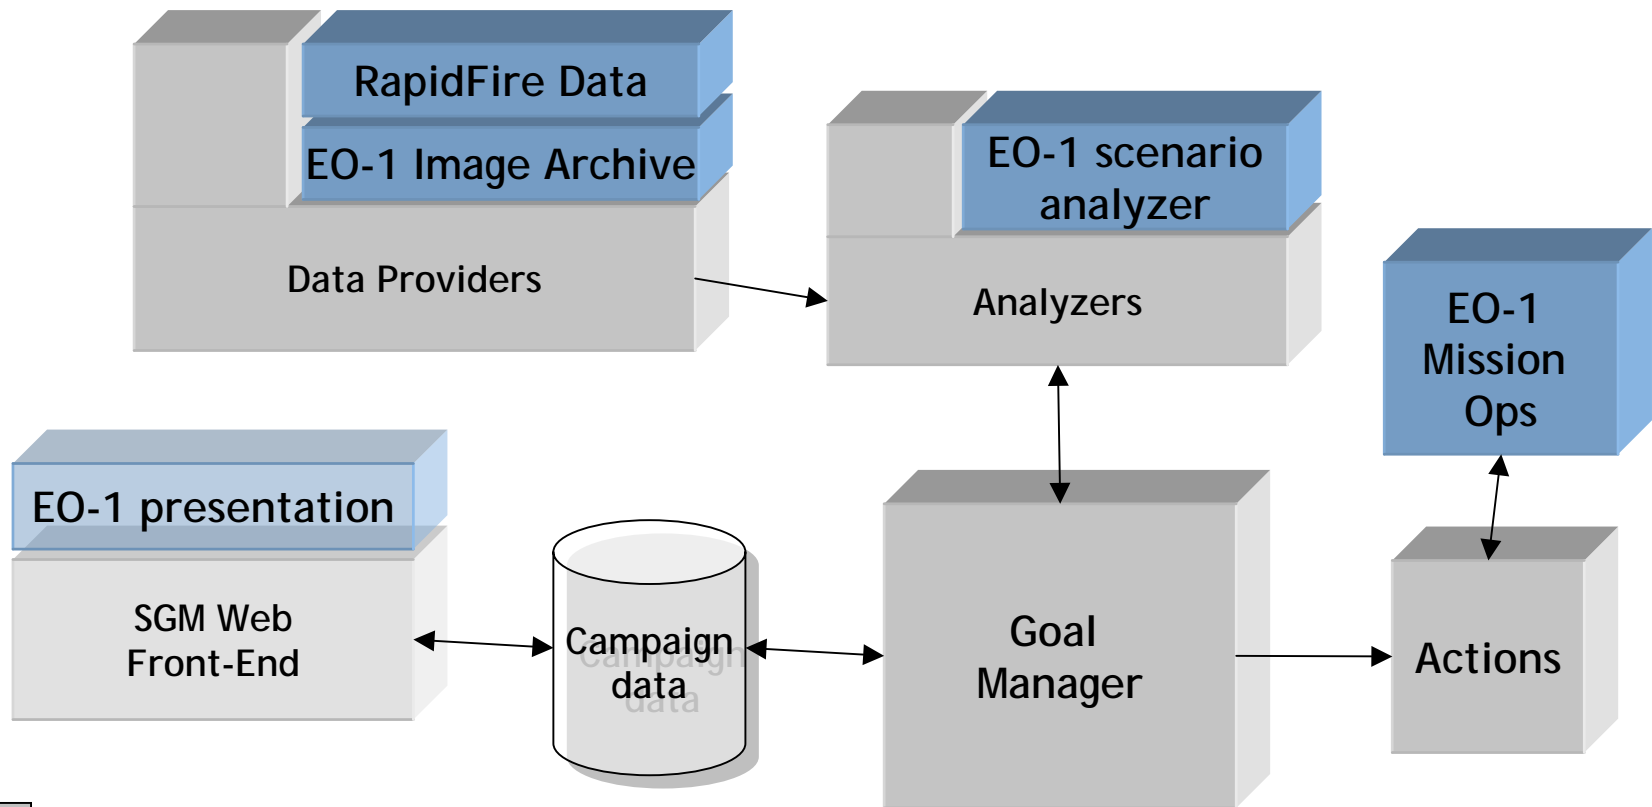 RapidFire Data
EO-1 Image Archive
Data Providers
EO-1 scenario
analyzer
Analyzers
EO-1
Mission
Ops
EO-1 presentation
SGM Web
Front-End
Campaign
data
Goal
Manager
Actions